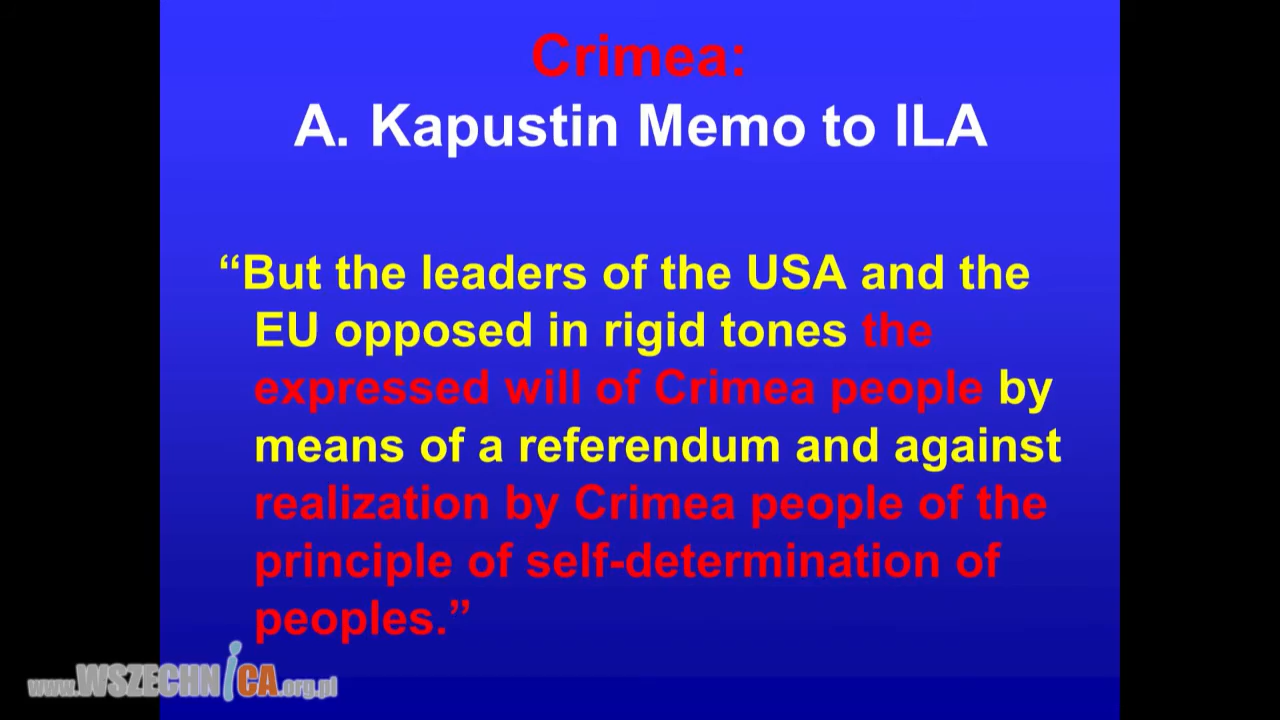 Crimea:
A. Kapustin Memo to ILA
“But the leaders of the USA and the
EU opposed in rigid tones the
expressed will of Crimea people by
means of a referendum and against
realization by Crimea people of the
principle of self-determination of
peoples.”
www.WSZECHNiCA.org.pl